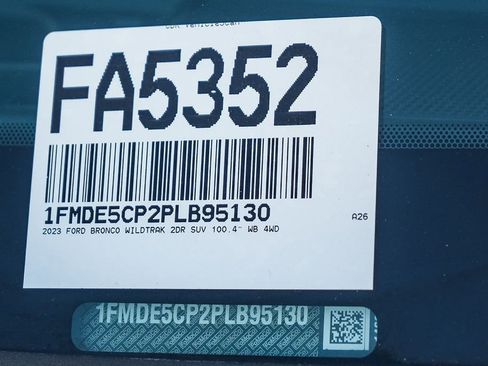 FA5352
1FMDE5CP2PLB95130
A26
2023 FORD BRONCO WILDTRAK 2DR SUV 100.4" WB 4WD
1FMDE5CP2PLB95130